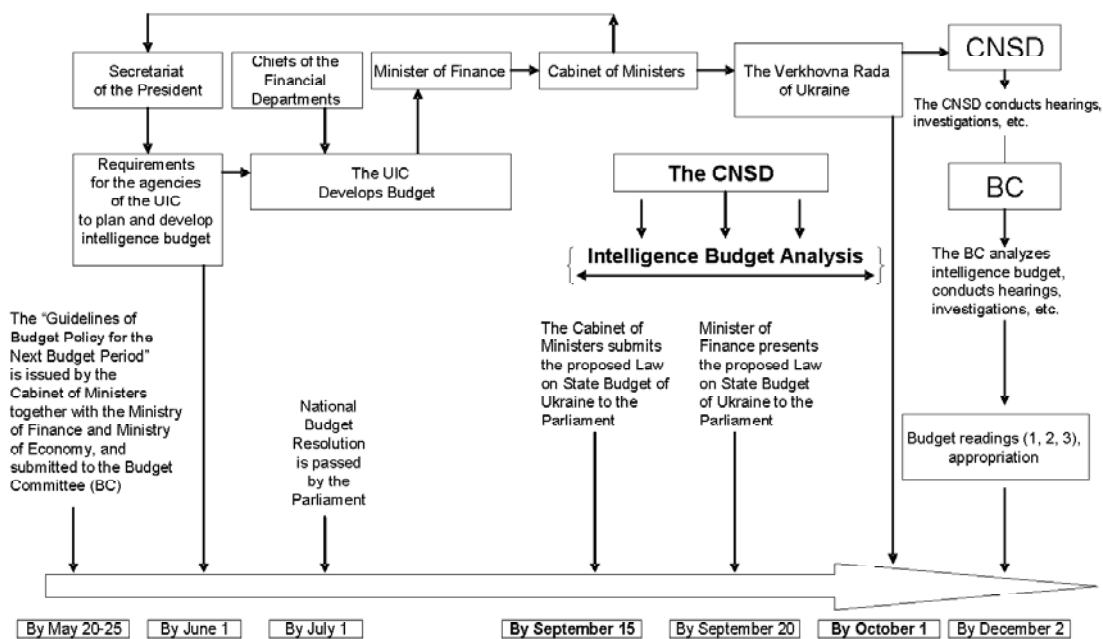 Secretariat
of the President
Chiefs of the
Financial
Departments
Minister of Finance
Cabinet of Ministers
The Verkhovna Rada
of Ukraine
CNSD
The CNSD conducts hearings,
investigations, etc.
Requirements
for the agencies
of the UIC
to plan and develop
intelligence budget
The UIC
Develops Budget
The CNSD
Intelligence Budget Analysis
BC
The BC analyzes
intelligence budget,
conducts hearings,
investigations, etc.
The “Guidelines of
Budget Policy for the
Next Budget Period”
is issued by the
Cabinet of Ministers
together with the Ministry
of Finance and Ministry
of Economy, and
submitted to the Budget
Committee (BC)
National
Budget
Resolution
is passed
by the
Parliament
The Cabinet of
Ministers submits
the proposed Law
on State Budget of
Ukraine to the
Parliament
Minister of
Finance presents
the proposed Law
on State Budget
of Ukraine to the
Parliament
Budget readings (1, 2, 3),
appropriation
By May 20-25
By June 1
By July 1
By September 15
By September 20
By October 1
By December 2